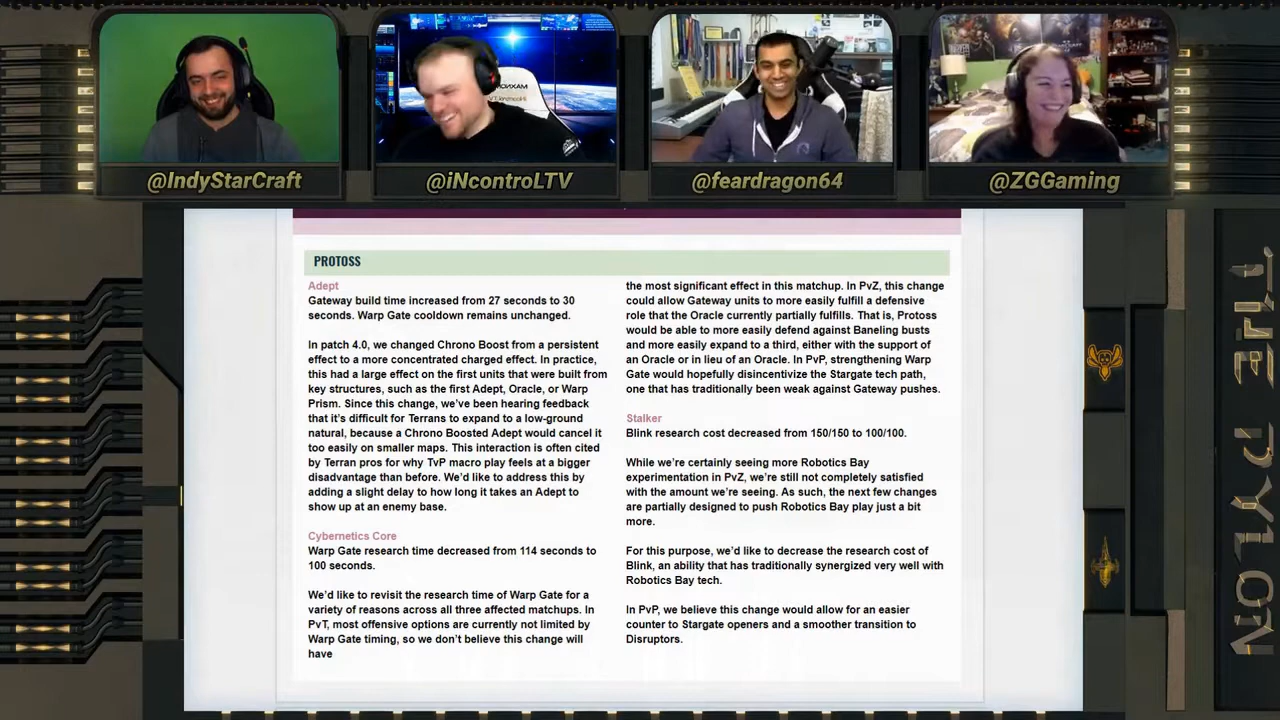 @IndyStarCraft
@iNcontroLTV
@feardragon64
@ZGGaming
PROTOSS
Adept
Gateway build time increased from 27 seconds to 30
seconds. Warp Gate cooldown remains unchanged.
In patch 4.0, we changed Chrono Boost from a persistent
effect to a more concentrated charged effect. In practice,
this had a large effect on the first units that were built from
key structures, such as the first Adept, Oracle, or Warp
Prism. Since this change, we've been hearing feedback
that it's difficult for Terrans to expand to a low-ground
natural, because a Chrono Boosted Adept would cancel it
too easily on smaller maps. This interaction is often cited
by Terran pros for why TvP macro play feels at a bigger
disadvantage than before. We'd like to address this by
adding a slight delay to how long it takes an Adept to
show up at an enemy base.
Cybernetics Core
Warp Gate research time decreased from 114 seconds to
100 seconds.
We'd like to revisit the research time of Warp Gate for a
variety of reasons across all three affected matchups. In
PvT, most offensive options are currently not limited by
Warp Gate timing, so we don't believe this change will
have
the most significant effect in this matchup. In PvZ, this change
could allow Gateway units to more easily fulfill a defensive
role that the Oracle currently partially fulfills. That is, Protoss
would be able to more easily defend against Baneling busts
and more easily expand to a third, either with the support of
an Oracle or in lieu of an Oracle. In PvP, strengthening Warp
Gate would hopefully disincentivize the Stargate tech path,
one that has traditionally been weak against Gateway pushes.
Stalker
Blink research cost decreased from 150/150 to 100/100.
While we're certainly seeing more Robotics Bay
experimentation in PvZ, we're still not completely satisfied
with the amount we're seeing. As such, the next few changes
are partially designed to push Robotics Bay play just a bit
more.
For this purpose, we'd like to decrease the research cost of
Blink, an ability that has traditionally synergized very well with
Robotics Bay tech.
In PvP, we believe this change would allow for an easier
counter to Stargate openers and a smoother transition to
Disruptors.
THE PYLON